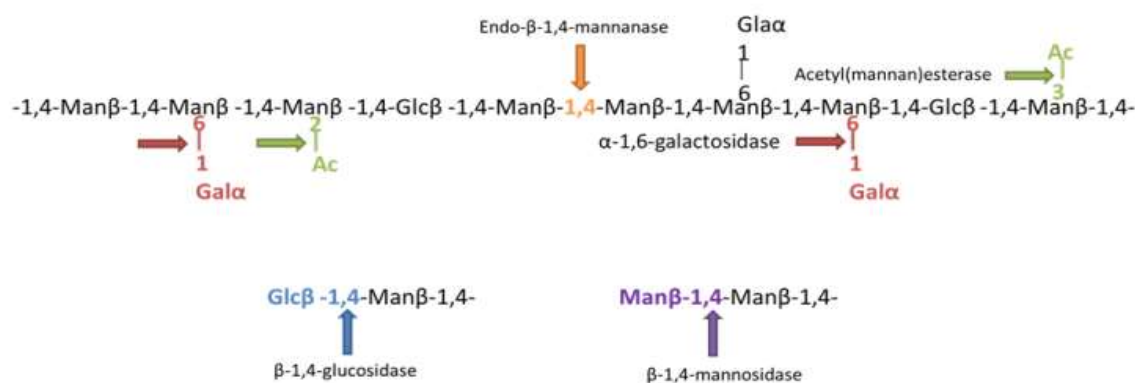 Endo-β-1,4-mannanase
Glaα
1
6
Acetyl(mannan)esterase
Ac
3
-1,4-Manβ-1,4-Manβ -1,4-Manβ -1,4-Glcβ -1,4-Manβ-1,4-Manβ-1,4-Manβ-1,4-Manβ-1,4-Glcβ -1,4-Manβ-1,4-
6
1
Galα
2
Ac
α-1,6-galactosidase
6
1
Galα
Glcβ -1,4-Manβ-1,4-
β-1,4-glucosidase
Manβ-1,4-Manβ-1,4-
β-1,4-mannosidase